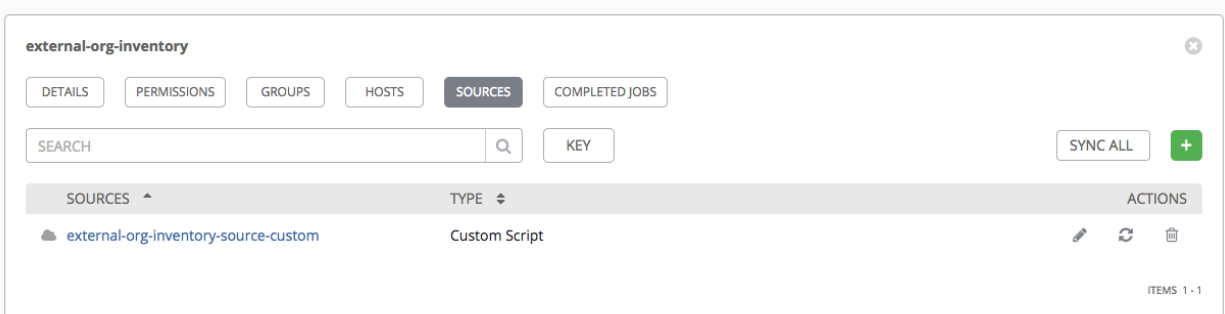 external-org-inventory
DETAILS PERMISSIONS GROUPS HOSTS SOURCES COMPLETED JOBS
SEARCH KEY SYNC ALL +
SOURCES TYPE ACTIONS
external-org-inventory-source-custom Custom Script
ITEMS 1 - 1